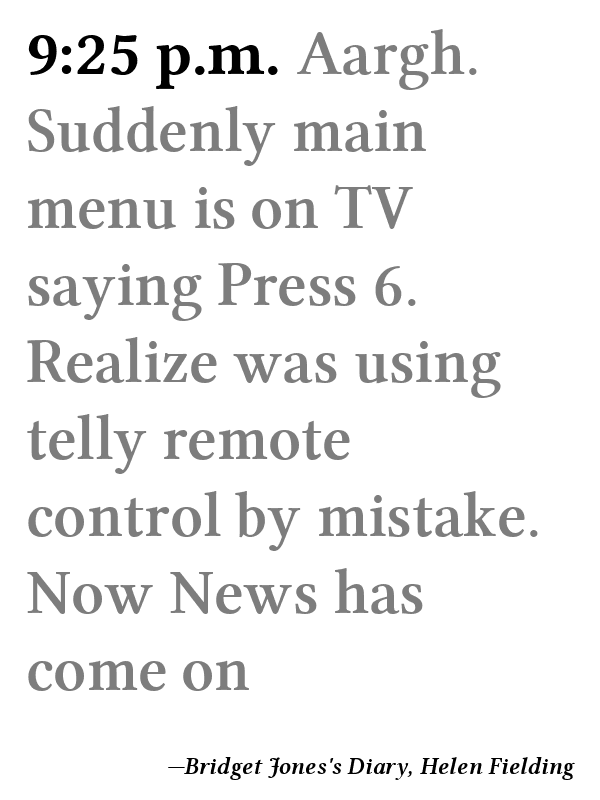 9:25 p.m. Aargh.
Suddenly main
menu is on TV
saying Press 6.
Realize was using
telly remote
control by mistake.
Now News has
come on
—Bridget Jones's Diary, Helen Fielding